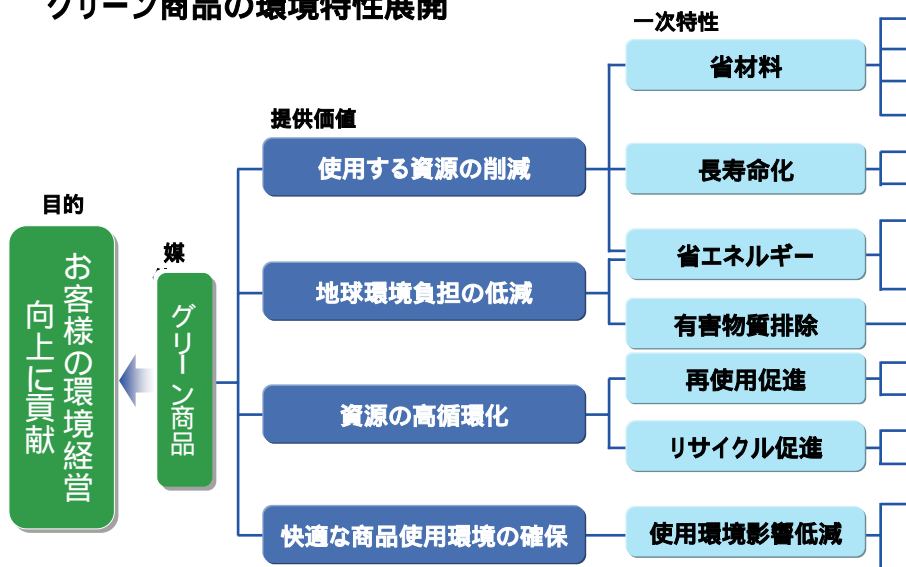 グリーン商品の環境特性展開
一次特性
省材料
提供価値
使用する資源の削減
長寿命化
目的
媒
お客様の環境経営
向上に貢献
グリーン商品
省エネルギー
地球環境負担の低減
有害物質排除
再使用促進
資源の高循環化
リサイクル促進
快適な商品使用環境の確保
使用環境影響低減